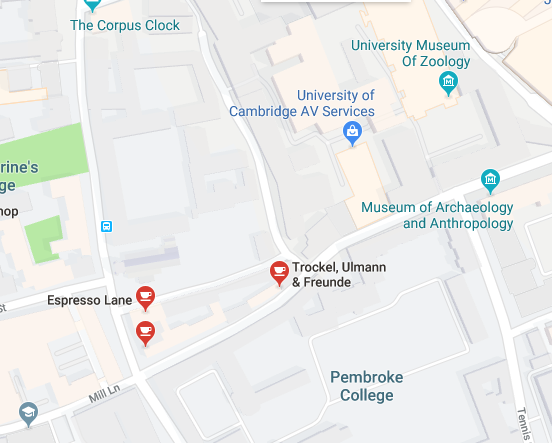 The Corpus Clock
University Museum
Of Zoology
University of
Cambridge AV Services
rine's
ge
hop
Museum of Archaeology
and Anthropology
Trockel, Ulmann
& Freunde
Espresso Lane
st
Mill Ln
Pembroke
College
Tennis